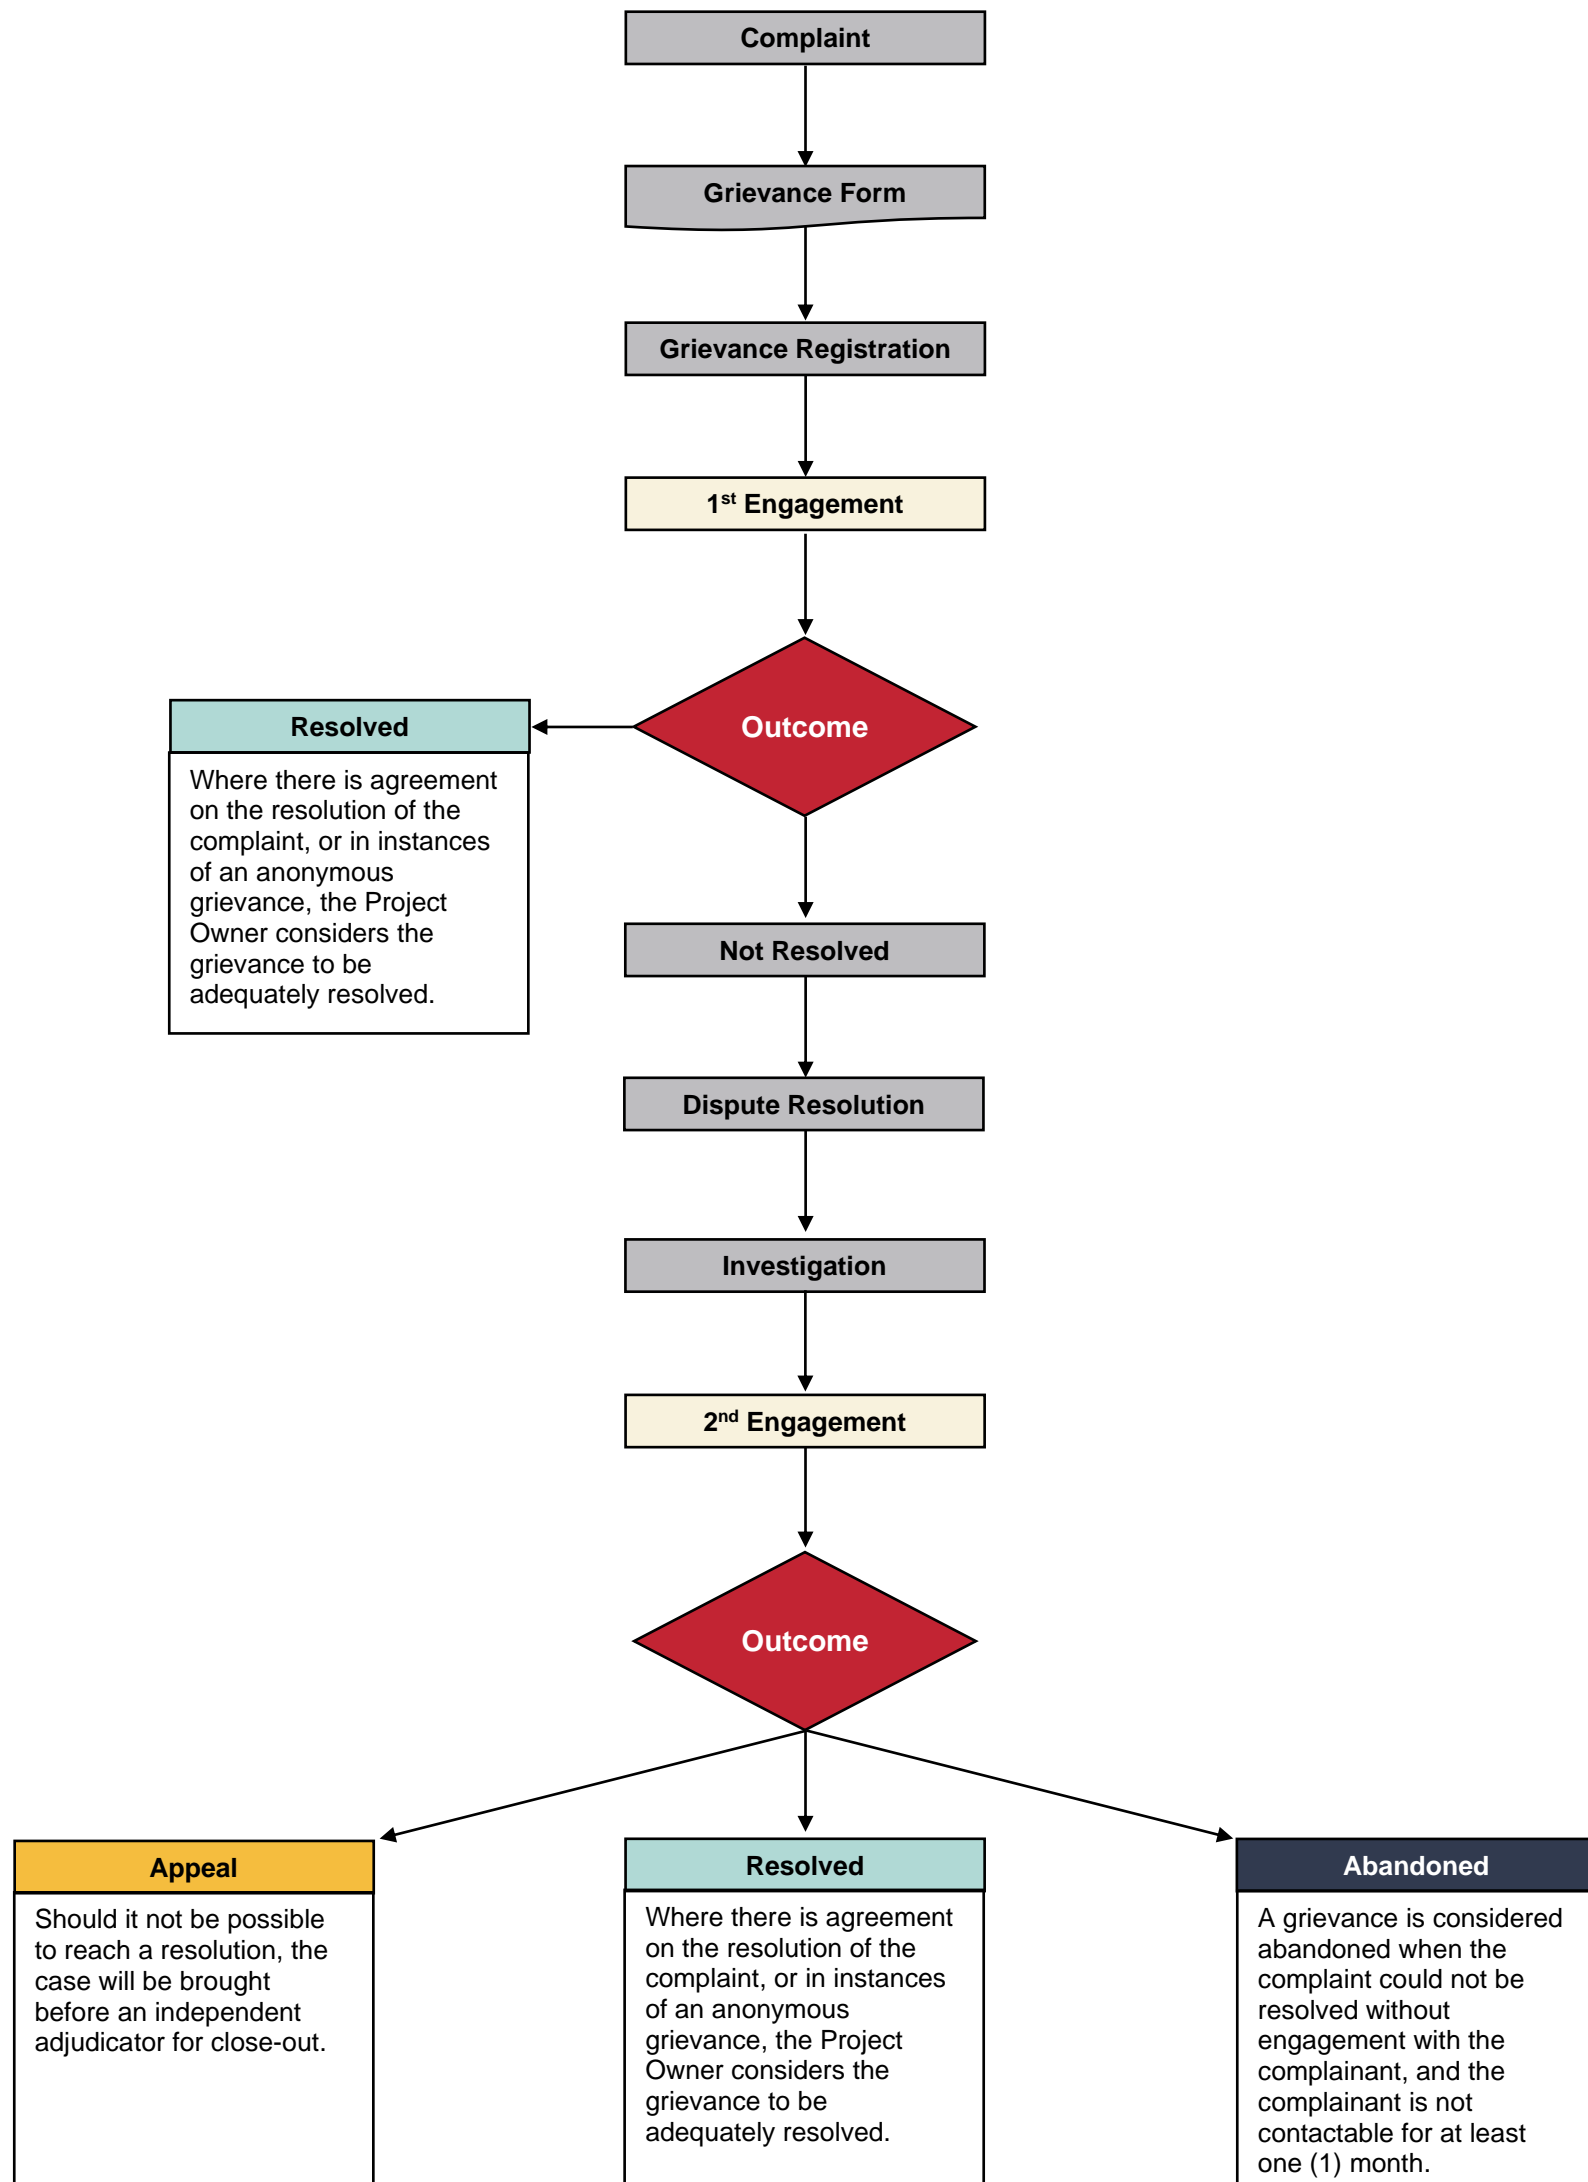 Complaint
Grievance Form
Grievance Registration
1st Engagement
Outcome
Resolved
Where there is agreement
on the resolution of the
complaint, or in instances
of an anonymous
grievance, the Project
Owner considers the
grievance to be
adequately resolved.
Not Resolved
Dispute Resolution
Investigation
2nd Engagement
Outcome
Appeal
Should it not be possible
to reach a resolution, the
case will be brought
before an independent
adjudicator for close-out.
Resolved
Where there is agreement
on the resolution of the
complaint, or in instances
of an anonymous
grievance, the Project
Owner considers the
grievance to be
adequately resolved.
Abandoned
A grievance is considered
abandoned when the
complaint could not be
resolved without
engagement with the
complainant, and the
complainant is not
contactable for at least
one (1) month.